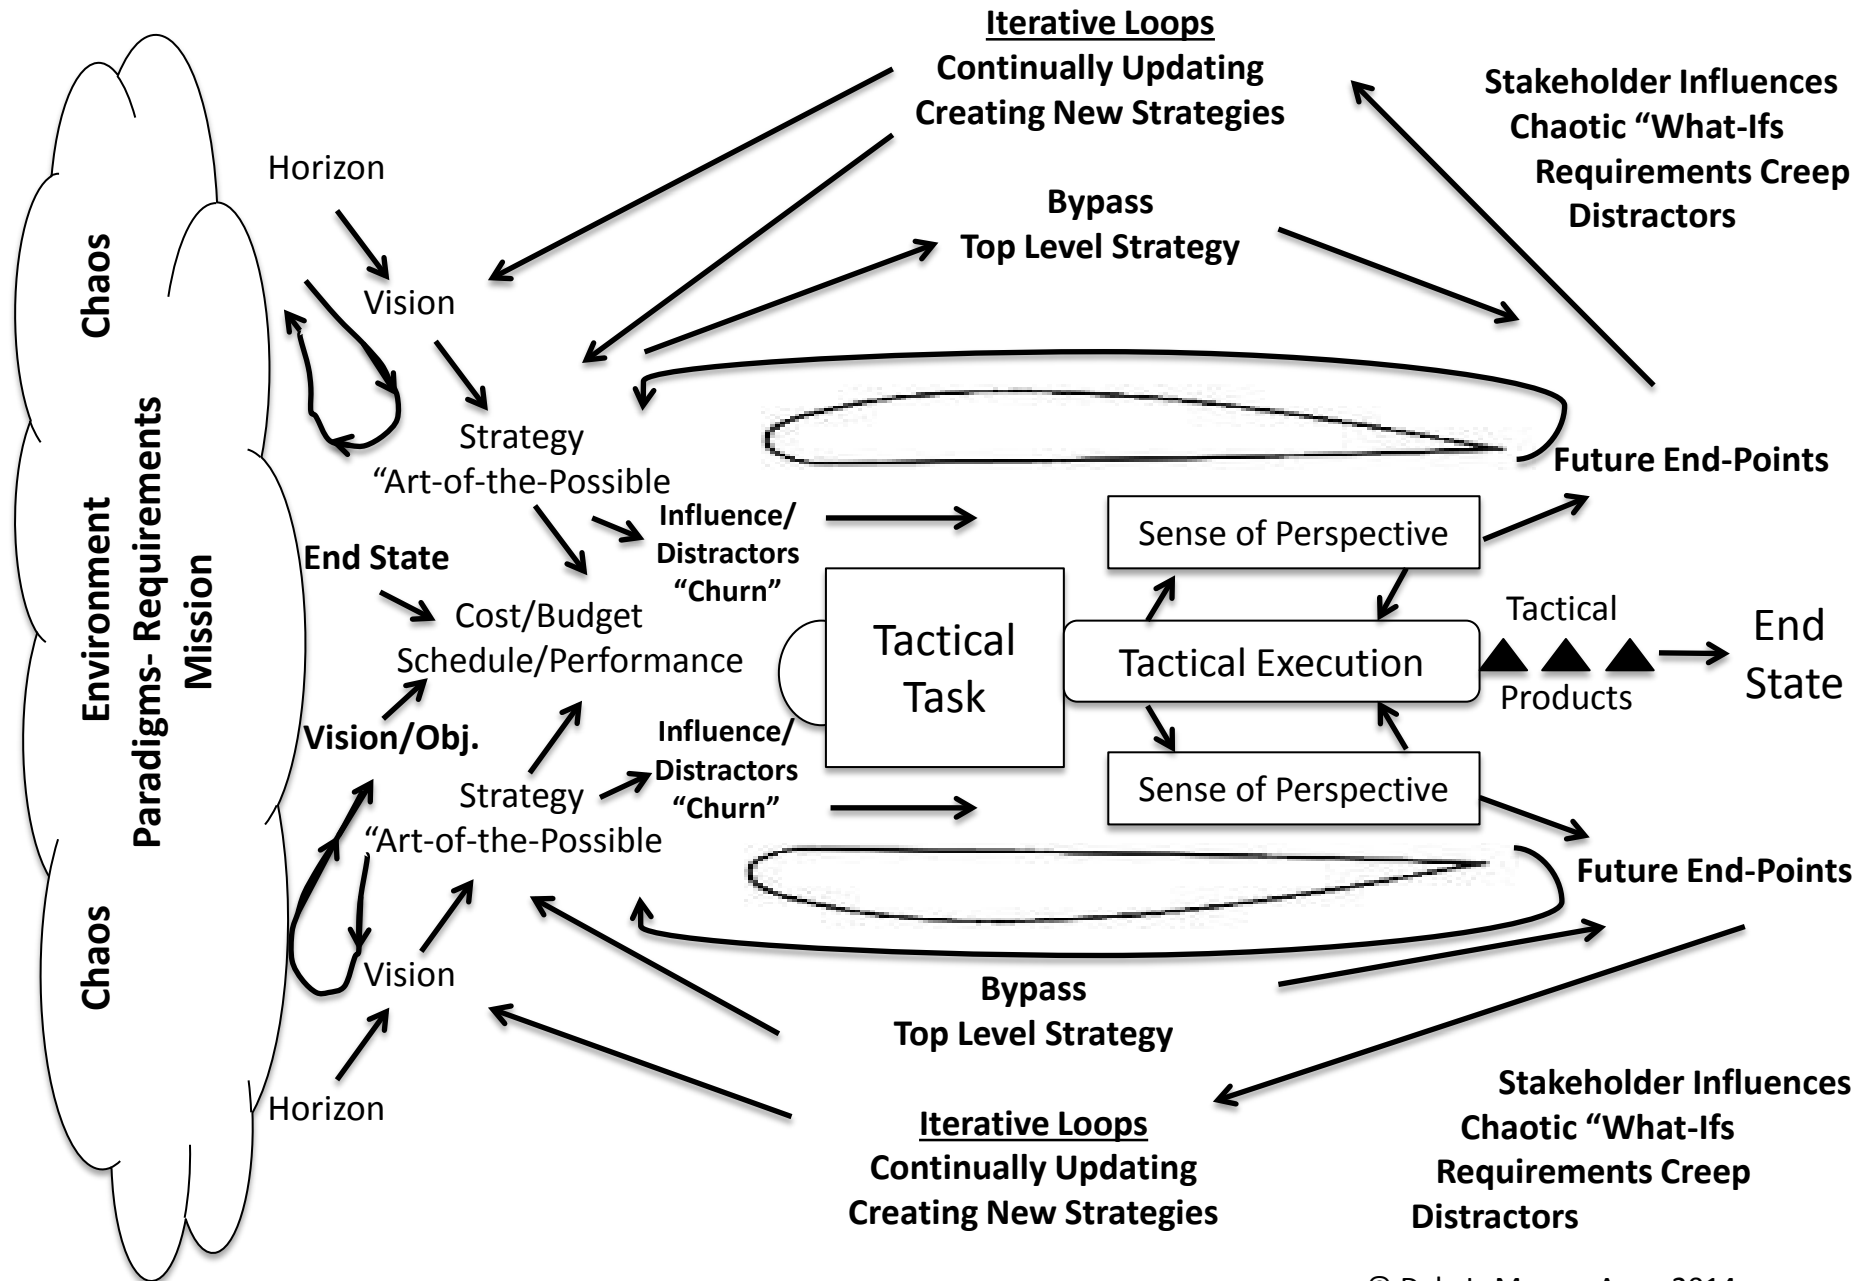 Iterative Loops
Continually Updating
Creating New Strategies
Stakeholder Influences
Chaotic “What-Ifs
Requirements Creep
Distractors
Bypass
Top Level Strategy
Horizon
Vision
Strategy
“Art-of-the-Possible
Chaos
Environment
Paradigms- Requirements
Mission
Chaos
End State
Cost/Budget
Schedule/Performance
Vision/Obj.
Influence/
Distractors
“Churn”
Tactical
Task
Sense of Perspective
Tactical Execution
Sense of Perspective
Future End-Points
Tactical
Products
End
State
Influence/
Distractors
“Churn”
Strategy
“Art-of-the-Possible
Vision
Horizon
Future End-Points
Bypass
Top Level Strategy
Iterative Loops
Continually Updating
Creating New Strategies
Stakeholder Influences
Chaotic “What-Ifs
Requirements Creep
Distractors
2014